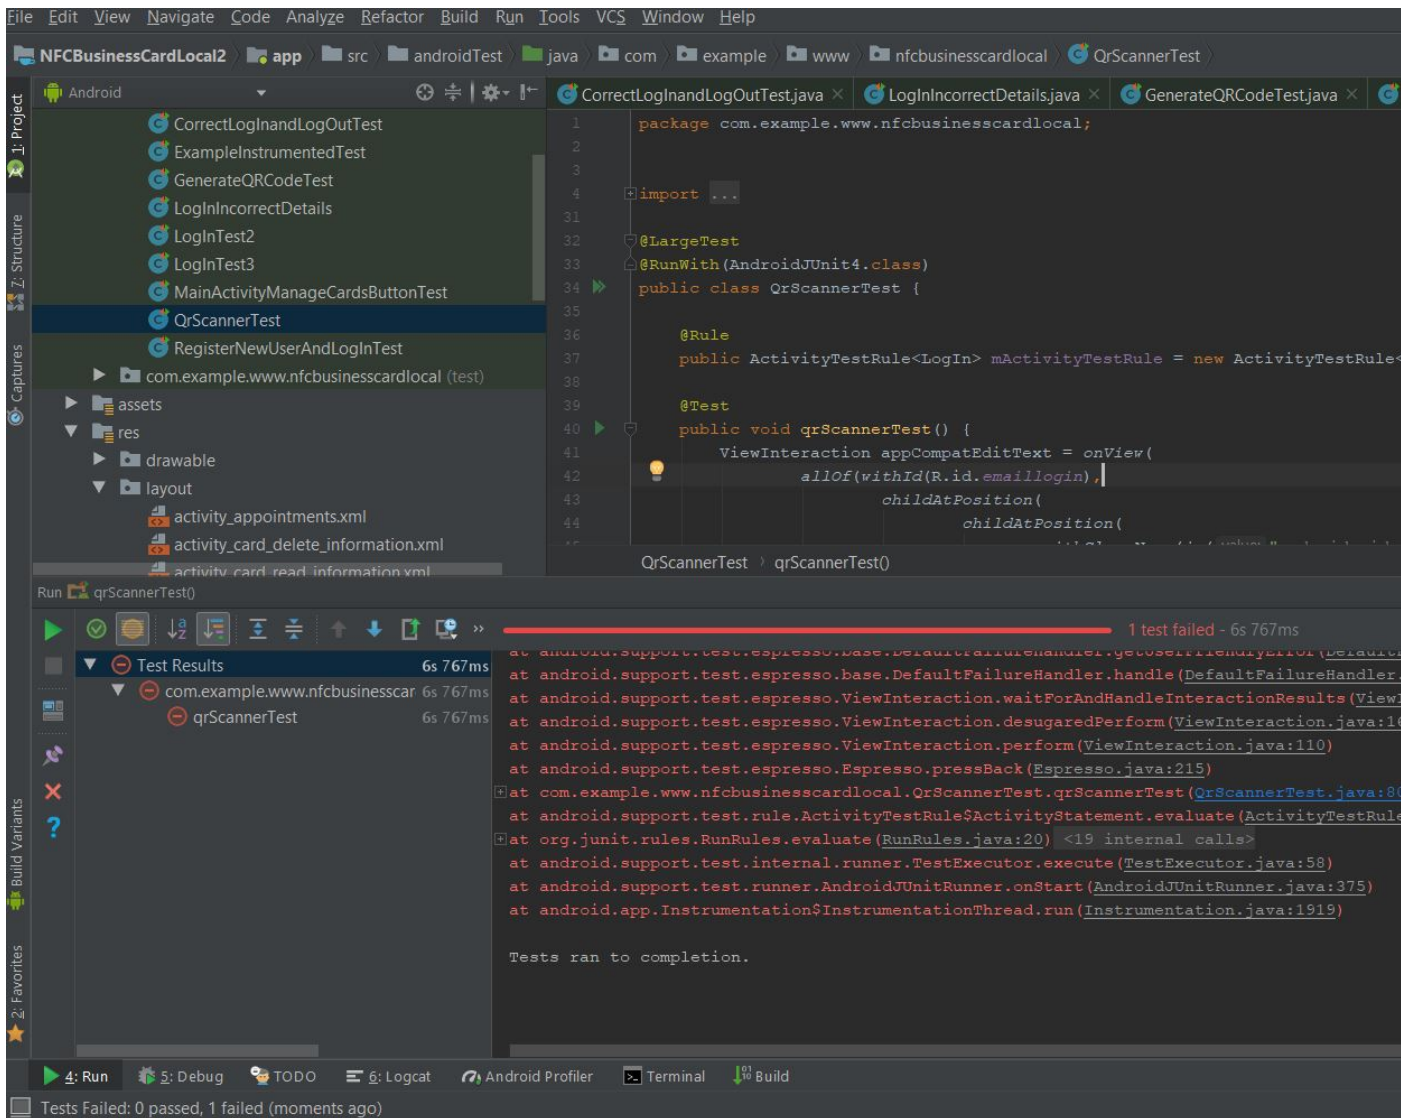 File Edit View Navigate Code Analyze Refactor Build Run Tools VCS Window Help
NFCBusinessCardLocal2 app src androidTest java com example www nfcbusinesscardlocal QrScannerTest
Android
CorrectLogInandLogOutTest.java LogInIncorrectDetails.java GenerateQRCodeTest.java
1: Project
Z: Structure
Captures
Build Variants
2: Favorites
CorrectLogInandLogOutTest
ExampleInstrumentedTest
GenerateQRCodeTest
LogInIncorrectDetails
LogInTest2
LogInTest3
MainActivityManageCardsButtonTest
QrScannerTest
RegisterNewUserAndLogInTest
com.example.www.nfcbusinesscardlocal (test)
assets
res
drawable
layout
activity_appointments.xml
activity_card_delete_information.xml
activity_card_read_information.xml
1 package com.example.www.nfcbusinesscardlocal;
2
3
4 import ...
31
32 @LargeTest
33 @RunWith(AndroidJUnit4.class)
34 public class QrScannerTest {
35
36 @Rule
37 public ActivityTestRule<LogIn> mActivityTestRule = new ActivityTestRule<
38
39 @Test
40 public void qrScannerTest() {
41 ViewInteraction appCompatEditText = onView(
42 allOf(withId(R.id.emaillogin),
43 childAtPosition(
44 childAtPosition(
QrScannerTest qrScannerTest()
Run qrScannerTest()
1 test failed - 6s 767ms
Test Results 6s 767ms
com.example.www.nfcbusinesscar 6s 767ms
qrScannerTest 6s 767ms
at android.support.test.espresso.base.DefaultFailureHandler.getUserFriendlyError(
at android.support.test.espresso.base.DefaultFailureHandler.handle(DefaultFailureHandler.
at android.support.test.espresso.ViewInteraction.waitForAndHandleInteractionResults(
at android.support.test.espresso.ViewInteraction.desugaredPerform(ViewInteraction.java:16
at android.support.test.espresso.ViewInteraction.perform(ViewInteraction.java:110)
at android.support.test.espresso.Espresso.pressBack(Espresso.java:215)
at com.example.www.nfcbusinesscardlocal.QrScannerTest.qrScannerTest(QrScannerTest.java:80
at android.support.test.rule.ActivityTestRule$ActivityStatement.evaluate(ActivityTestRule
at org.junit.rules.RunRules.evaluate(RunRules.java:20) <19 internal calls>
at android.support.test.internal.runner.TestExecutor.execute(TestExecutor.java:58)
at android.support.test.runner.AndroidJUnitRunner.onStart(AndroidJUnitRunner.java:375)
at android.app.Instrumentation$InstrumentationThread.run(Instrumentation.java:1919)
Tests ran to completion.
4: Run 5: Debug TODO 6: Logcat Android Profiler Terminal Build
Tests Failed: 0 passed, 1 failed (moments ago)